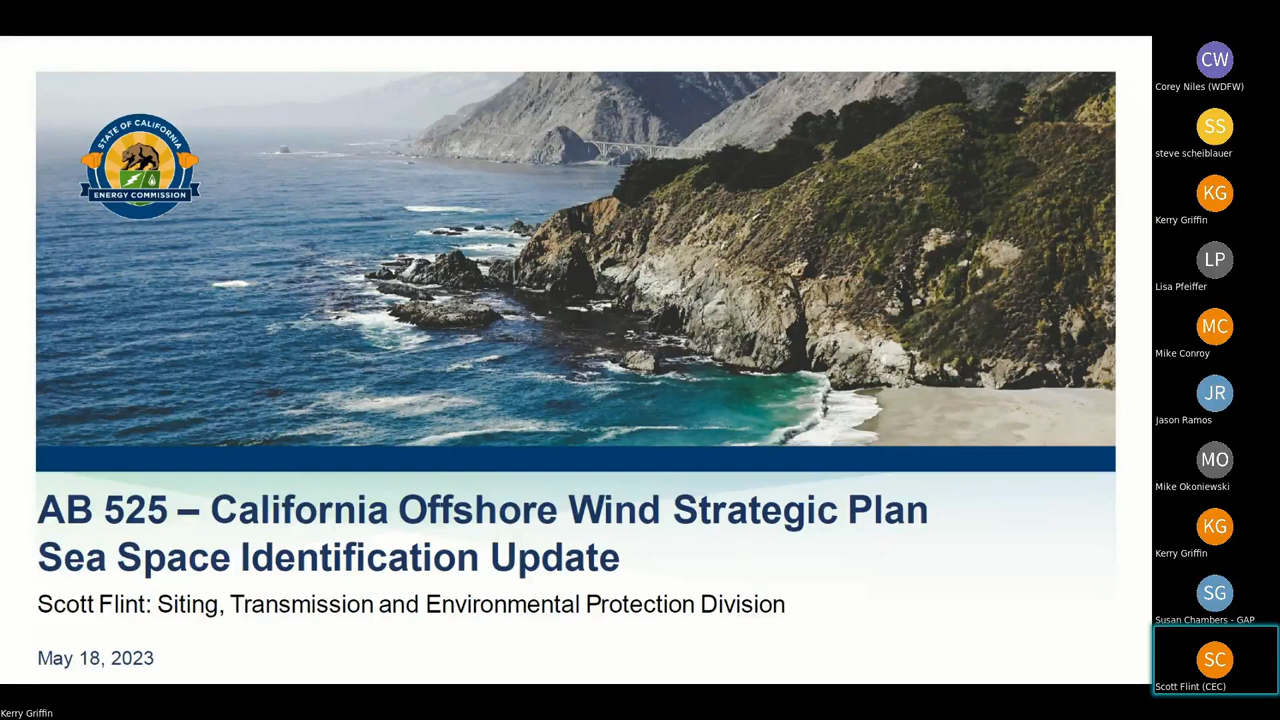 STATE OF CALIFORNIA
ENERGY COMMISSION
AB 525 – California Offshore Wind Strategic Plan
Sea Space Identification Update
Scott Flint: Siting, Transmission and Environmental Protection Division
May 18, 2023
Kerry Griffin
CW
Corey Niles (WDFW)
SS
steve scheiblauer
KG
Kerry Griffin
LP
Lisa Pfeiffer
MC
Mike Conroy
JR
Jason Ramos
MO
Mike Okoniewski
KG
Kerry Griffin
SG
Susan Chambers - GAP
SC
Scott Flint (CEC)